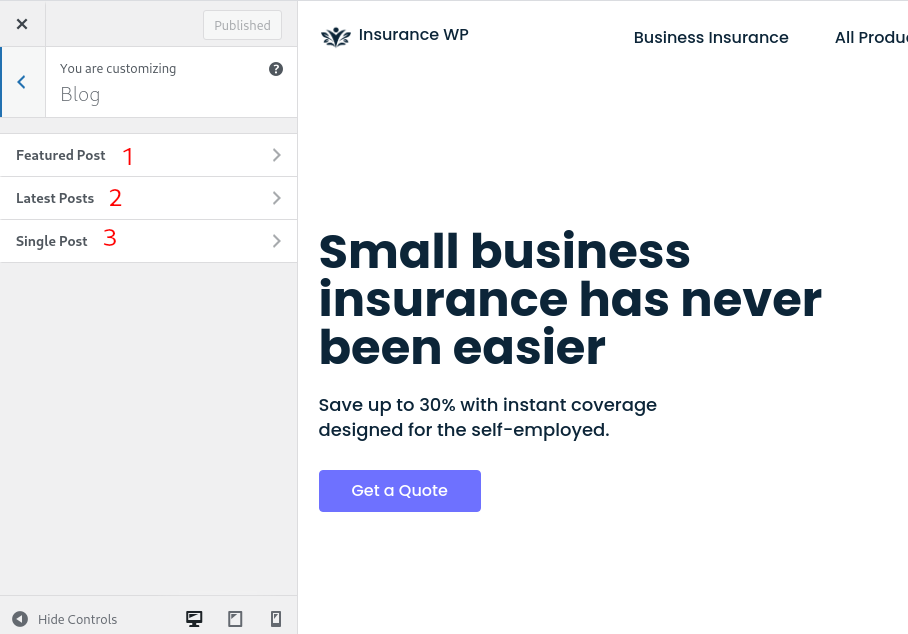 Published
You are customizing
Blog
Featured Post 1
Latest Posts 2
Single Post 3
Hide Controls
Insurance WP
Business Insurance
All Produ
Small business
insurance has never
been easier
Save up to 30% with instant coverage
designed for the self-employed.
Get a Quote